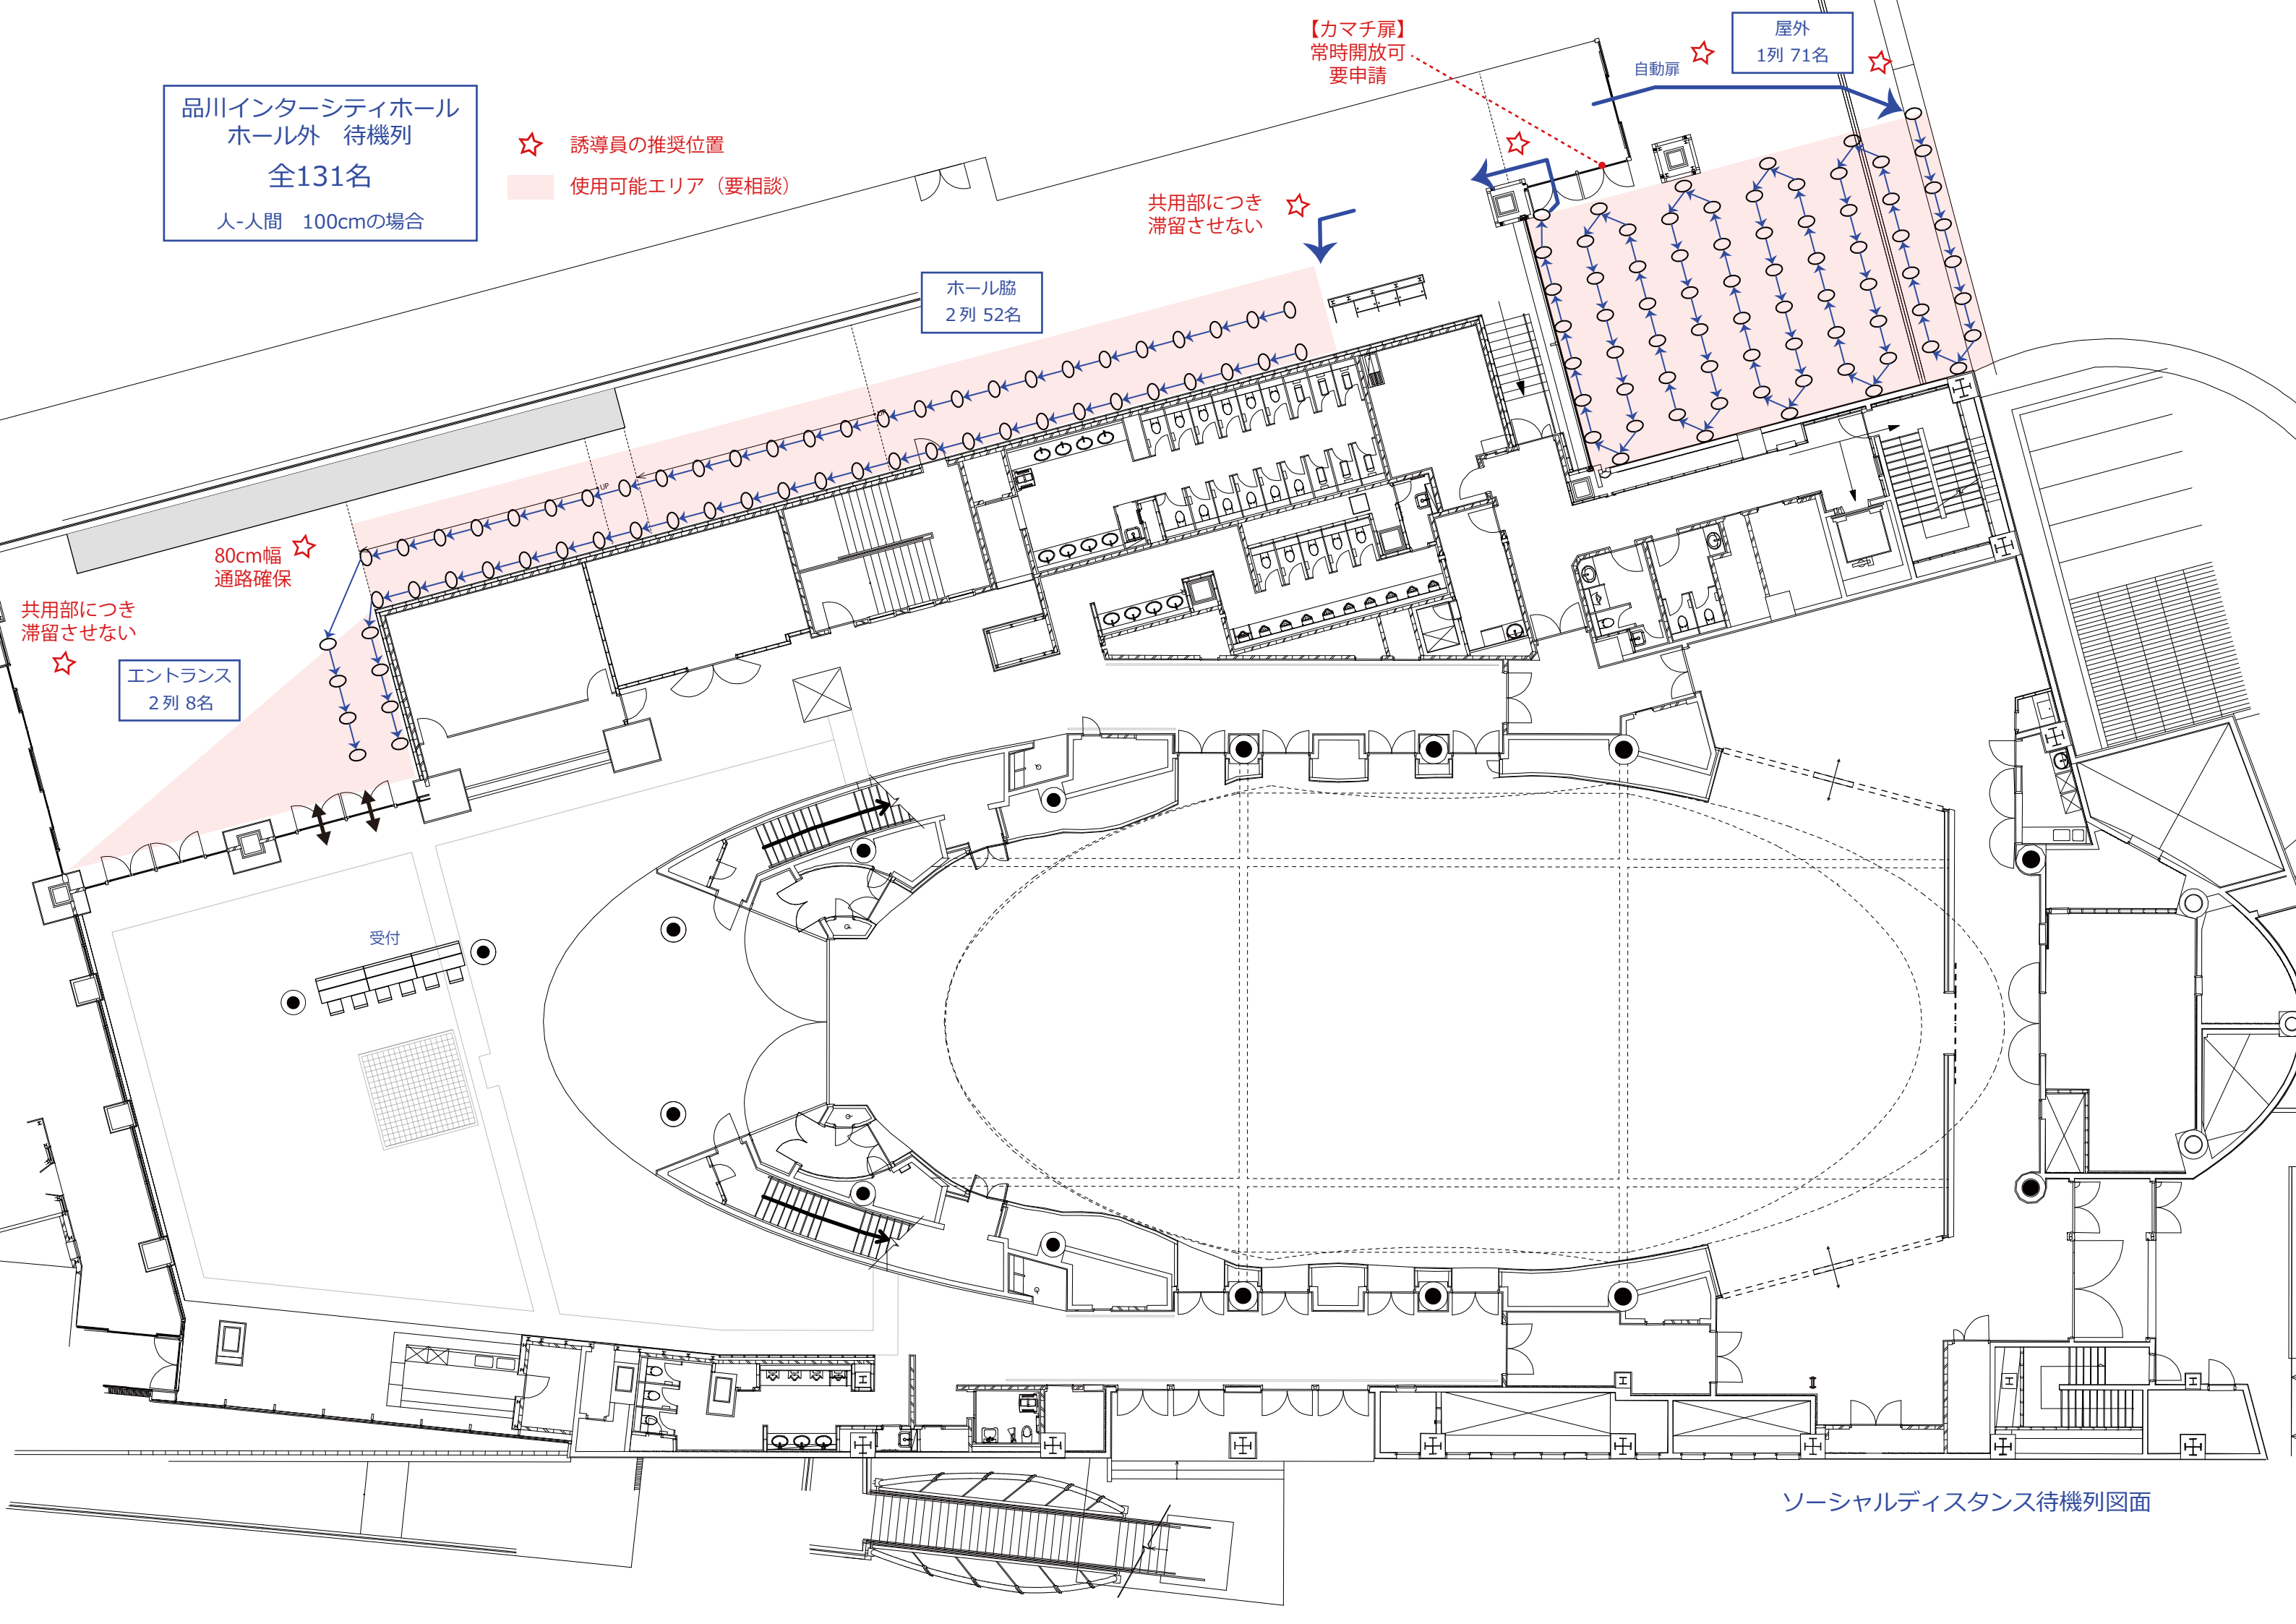 品川インターシティホール
ホール外　待機列
全131名
人-人間　100cmの場合
誘導員の推奨位置
使用可能エリア（要相談）
【カマチ扉】
常時開放可
要申請
自動扉
屋外
1列 71名
共用部につき
滞留させない
ホール脇
2列 52名
UP
UP
80cm幅
通路確保
共用部につき
滞留させない
エントランス
2列 8名
受付
ソーシャルディスタンス待機列図面